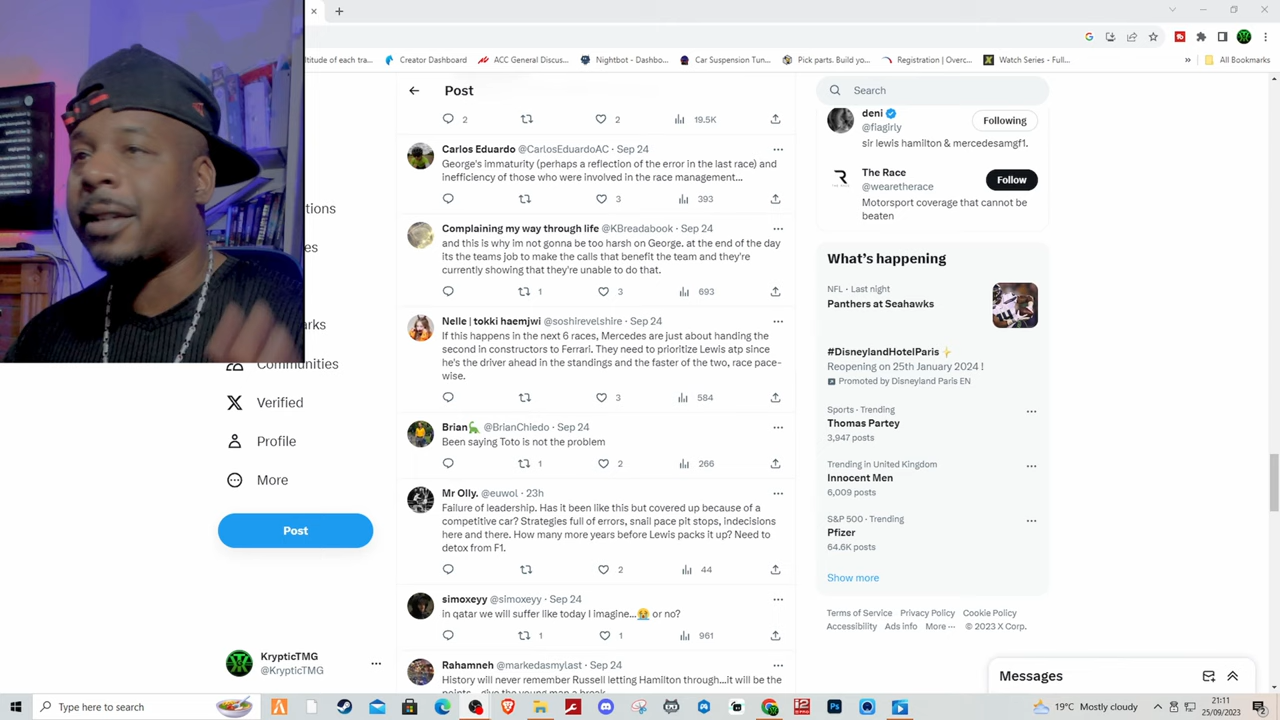 ltitude of each tra...
Creator Dashboard
ACC General Discus...
Nightbot - Dashbo...
Car Suspension Tun...
Pick parts. Build yo...
Registration | Overc...
Watch Series - Full...
»
All Bookmarks
Post
2
2
19.5K
Carlos Eduardo @CarlosEduardoAC · Sep 24
George's immaturity (perhaps a reflection of the error in the last race) and
inefficiency of those who were involved in the race management...
3
393
Complaining my way through life @KBreadabook · Sep 24
and this is why im not gonna be too harsh on George. at the end of the day
its the teams job to make the calls that benefit the team and they're
currently showing that they're unable to do that.
1
3
693
Nelle | tokki haemjwi @soshirevelshire · Sep 24
If this happens in the next 6 races, Mercedes are just about handing the
second in constructors to Ferrari. They need to prioritize Lewis atp since
he's the driver ahead in the standings and the faster of the two, race pace-
wise.
3
584
Brian🦕 @BrianChiedo · Sep 24
Been saying Toto is not the problem
1
2
266
Mr Olly. @euwol · 23h
Failure of leadership. Has it been like this but covered up because of a
competitive car? Strategies full of errors, snail pace pit stops, indecisions
here and there. How many more years before Lewis packs it up? Need to
detox from F1.
2
44
simoxeyy @simoxeyy · Sep 24
in qatar we will suffer like today I imagine...😭 or no?
1
1
961
Rahamneh @markedasmylast · Sep 24
History will never remember Russell letting Hamilton through...it will be the
points... give the young man a break
tions
es
arks
Communities
Verified
Profile
More
Post
KrypticTMG
@KrypticTMG
Search
deni
@fiagirly
Following
sir lewis hamilton & mercedesamgf1.
The Race
@wearetherace
Follow
Motorsport coverage that cannot be
beaten
What's happening
NFL · Last night
Panthers at Seahawks
#DisneylandHotelParis ✨
Reopening on 25th January 2024 !
Promoted by Disneyland Paris EN
Sports · Trending
Thomas Partey
3,947 posts
Trending in United Kingdom
Innocent Men
6,009 posts
S&P 500 · Trending
Pfizer
64.6K posts
Show more
Terms of Service Privacy Policy Cookie Policy
Accessibility Ads info More ··· © 2023 X Corp.
Messages
Type here to search
19°C Mostly cloudy
21:11
25/09/2023
2